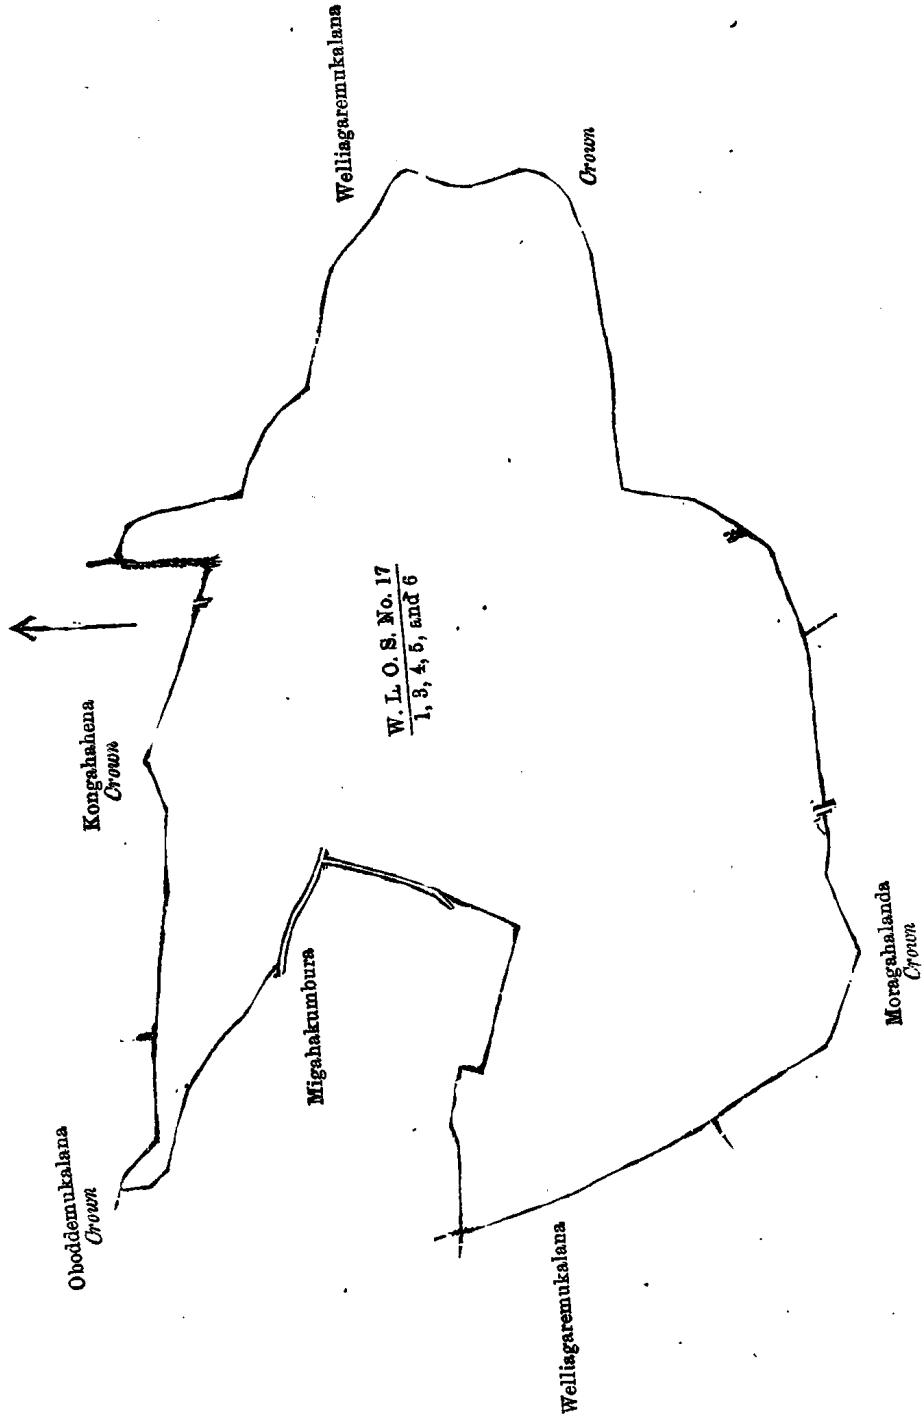 Oboddemukalana
Crown
Kongahahena
Crown
Welliagaremukalana
Crown
Migahakumbura
W. L. O. S. No. 17
1, 3, 4, 5, and 6
Welliagaremukalana
Moragahalanda
Crown